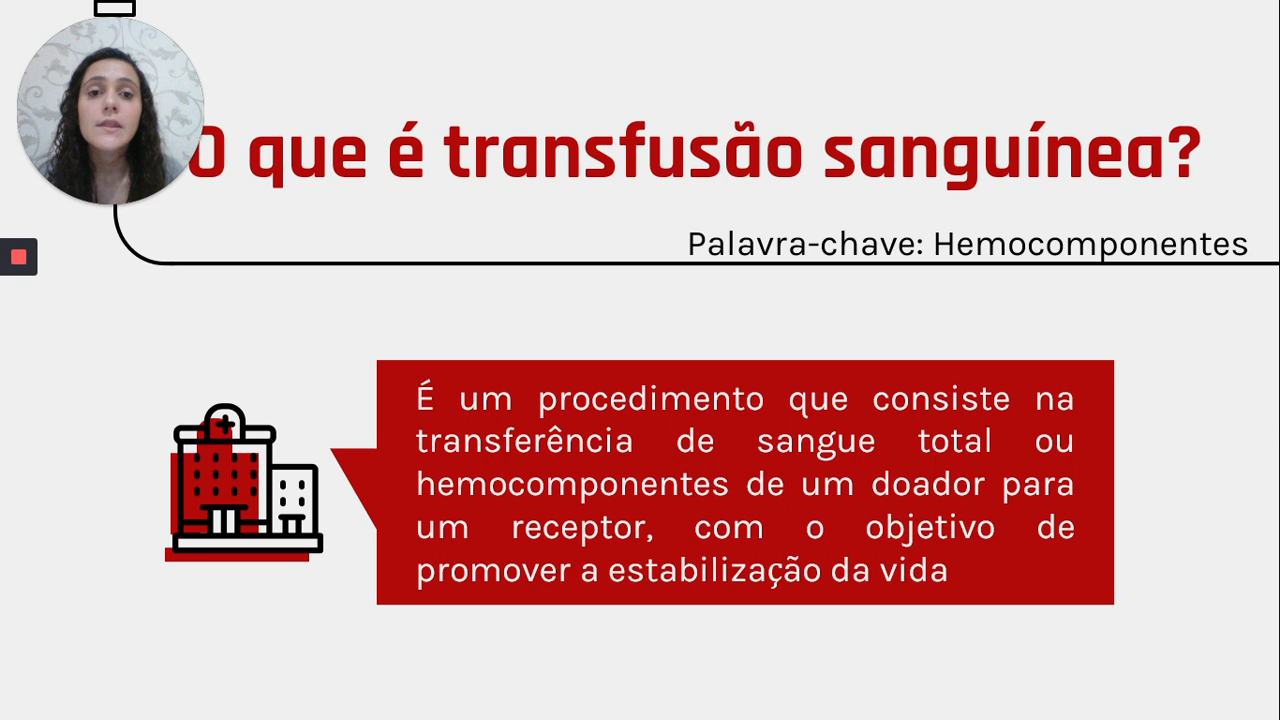 O que é transfusão sanguínea?
Palavra-chave: Hemocomponentes
É um procedimento que consiste na
transferência de sangue total ou
hemocomponentes de um doador para
um receptor, com o objetivo de
promover a estabilização da vida